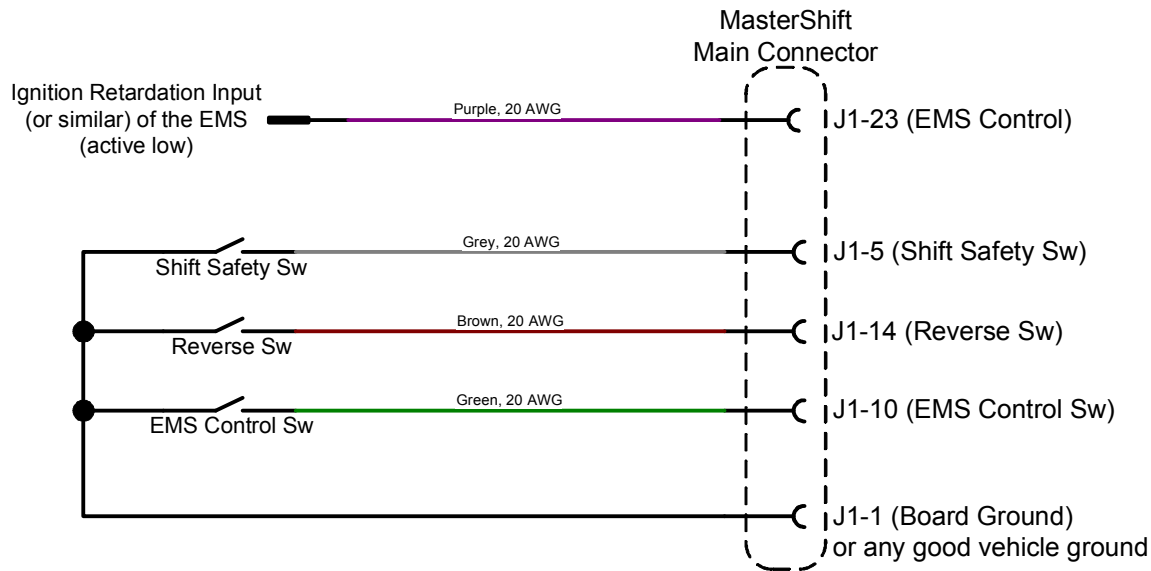 MasterShift
Main Connector
Ignition Retardation Input
(or similar) of the EMS
(active low)
Purple, 20 AWG
J1-23 (EMS Control)
Grey, 20 AWG
Shift Safety Sw
J1-5 (Shift Safety Sw)
Brown, 20 AWG
Reverse Sw
J1-14 (Reverse Sw)
Green, 20 AWG
EMS Control Sw
J1-10 (EMS Control Sw)
J1-1 (Board Ground)
or any good vehicle ground